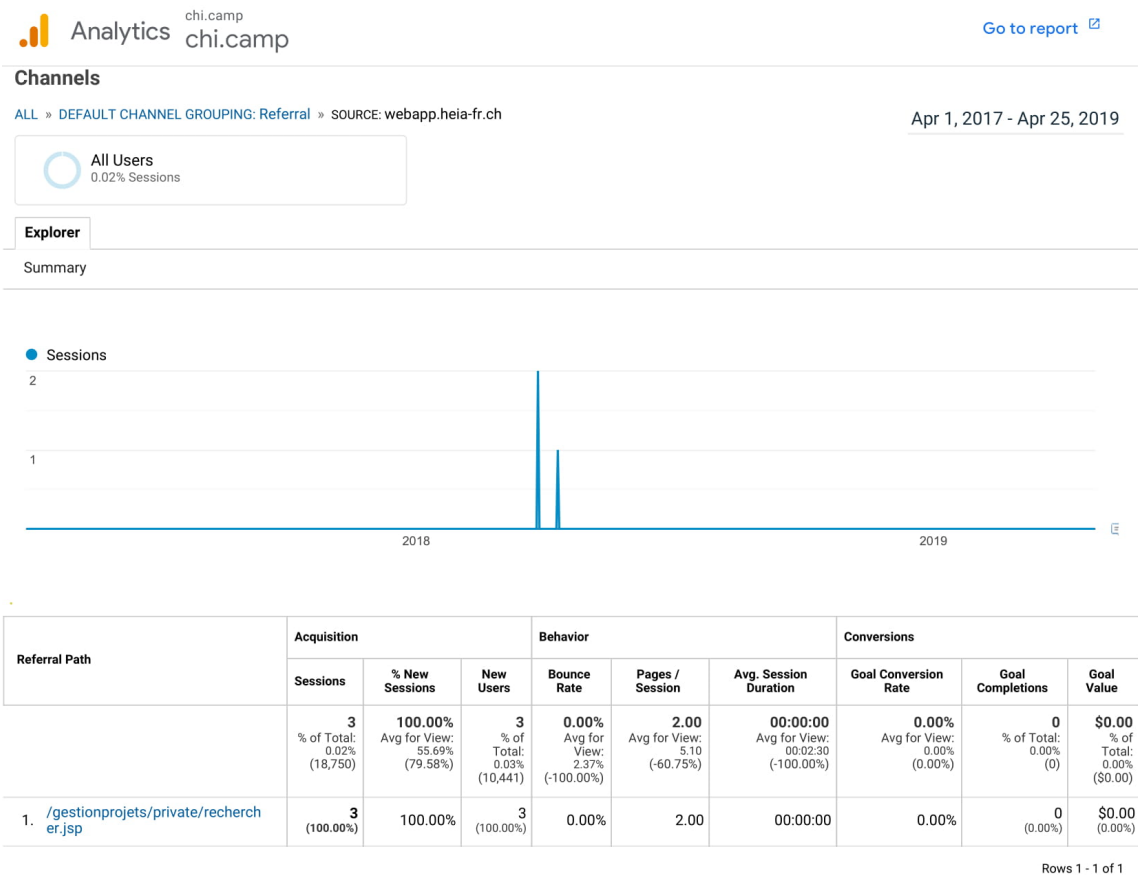 Analytics
chi.camp
chi.camp
Go to report
Channels
ALL » DEFAULT CHANNEL GROUPING: Referral » SOURCE: webapp.heia-fr.ch
Apr 1, 2017 - Apr 25, 2019
All Users
0.02% Sessions
Explorer
Summary
Sessions
2
1
2018
2019
Referral Path
Acquisition
Behavior
Conversions
Sessions
% New
Sessions
New
Users
Bounce
Rate
Pages /
Session
Avg. Session
Duration
Goal Conversion
Rate
Goal
Completions
Goal
Value
3
% of Total:
0.02%
(18,750)
100.00%
Avg for View:
55.69%
(79.58%)
3
% of
Total:
0.03%
(10,441)
0.00%
Avg for
View:
2.37%
(-100.00%)
2.00
Avg for View:
5.10
(-60.75%)
00:00:00
Avg for View:
00:02:30
(-100.00%)
0.00%
Avg for View:
0.00%
(0.00%)
0
% of Total:
0.00%
(0)
$0.00
% of
Total:
0.00%
($0.00)
1.
/gestionprojets/private/recherch
er.jsp
3
(100.00%)
100.00%
3
(100.00%)
0.00%
2.00
00:00:00
0.00%
0
(0.00%)
$0.00
(0.00%)
Rows 1 - 1 of 1